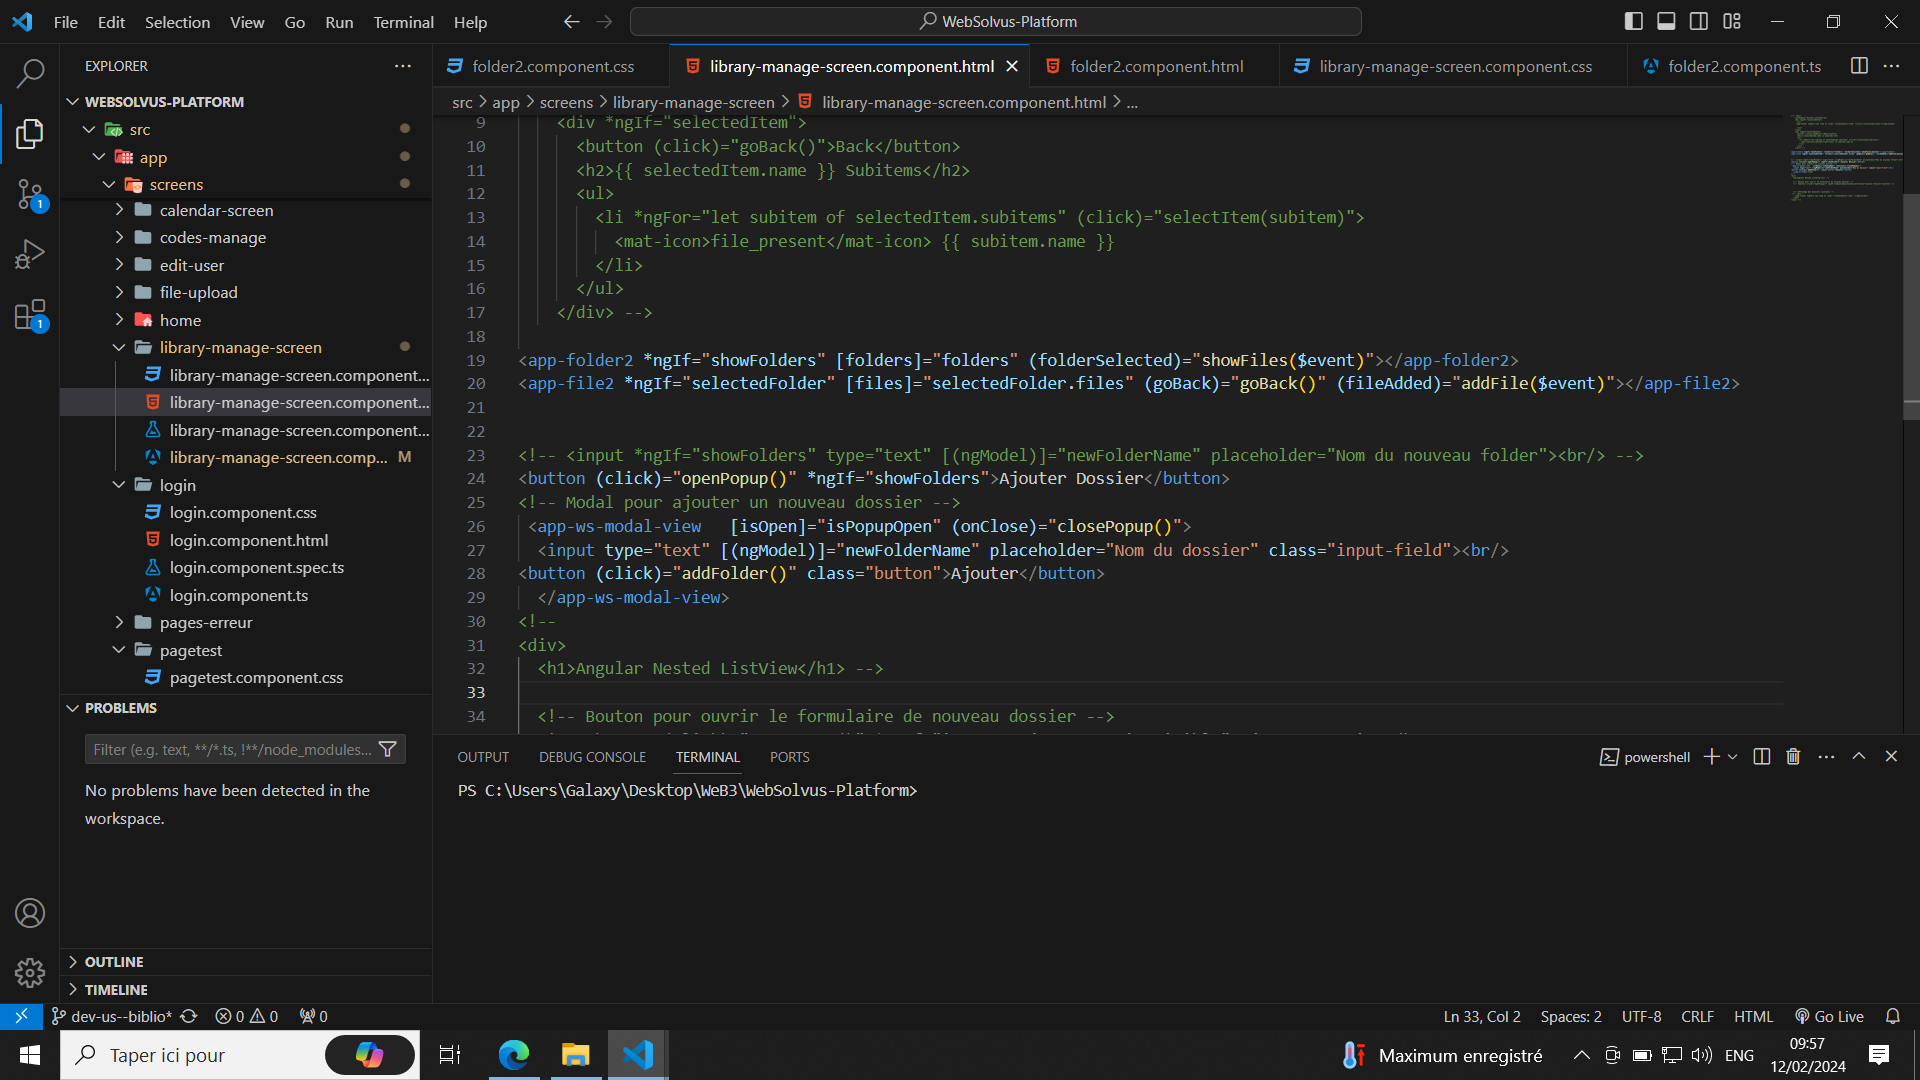 File Edit Selection View Go Run Terminal Help
WebSolvus-Platform
EXPLORER
WEBSOLVUS-PLATFORM
src
app
screens
calendar-screen
codes-manage
edit-user
file-upload
home
library-manage-screen
library-manage-screen.component...
library-manage-screen.component...
library-manage-screen.component...
library-manage-screen.comp... M
login
login.component.css
login.component.html
login.component.spec.ts
login.component.ts
pages-erreur
pagetest
pagetest.component.css
PROBLEMS
Filter (e.g. text, **/*.ts, !**/node_modules...
No problems have been detected in the
workspace.
OUTLINE
TIMELINE
1
1
folder2.component.css library-manage-screen.component.html folder2.component.html library-manage-screen.component.css folder2.component.ts
src > app > screens > library-manage-screen > library-manage-screen.component.html > ...
9 <div *ngIf="selectedItem">
10 <button (click)="goBack()">Back</button>
11 <h2>{{ selectedItem.name }} Subitems</h2>
12 <ul>
13 <li *ngFor="let subitem of selectedItem.subitems" (click)="selectItem(subitem)">
14 <mat-icon>file_present</mat-icon> {{ subitem.name }}
15 </li>
16 </ul>
17 </div> -->
18
19 <app-folder2 *ngIf="showFolders" [folders]="folders" (folderSelected)="showFiles($event)"></app-folder2>
20 <app-file2 *ngIf="selectedFolder" [files]="selectedFolder.files" (goBack)="goBack()" (fileAdded)="addFile($event)"></app-file2>
21
22
23 <!-- <input *ngIf="showFolders" type="text" [(ngModel)]="newFolderName" placeholder="Nom du nouveau folder"><br/> -->
24 <button (click)="openPopup()" *ngIf="showFolders">Ajouter Dossier</button>
25 <!-- Modal pour ajouter un nouveau dossier -->
26 <app-ws-modal-view [isOpen]="isPopupOpen" (onClose)="closePopup()">
27 <input type="text" [(ngModel)]="newFolderName" placeholder="Nom du dossier" class="input-field"><br/>
28 <button (click)="addFolder()" class="button">Ajouter</button>
29 </app-ws-modal-view>
30 <!--
31 <div>
32 <h1>Angular Nested ListView</h1> -->
33
34 <!-- Bouton pour ouvrir le formulaire de nouveau dossier -->
OUTPUT DEBUG CONSOLE TERMINAL PORTS
powershell
PS C:\Users\Galaxy\Desktop\WeB3\WebSolvus-Platform>
dev-us--biblio* 0 0 0
Ln 33, Col 2 Spaces: 2 UTF-8 CRLF HTML Go Live
Taper ici pour
Maximum enregistré
ENG
09:57
12/02/2024